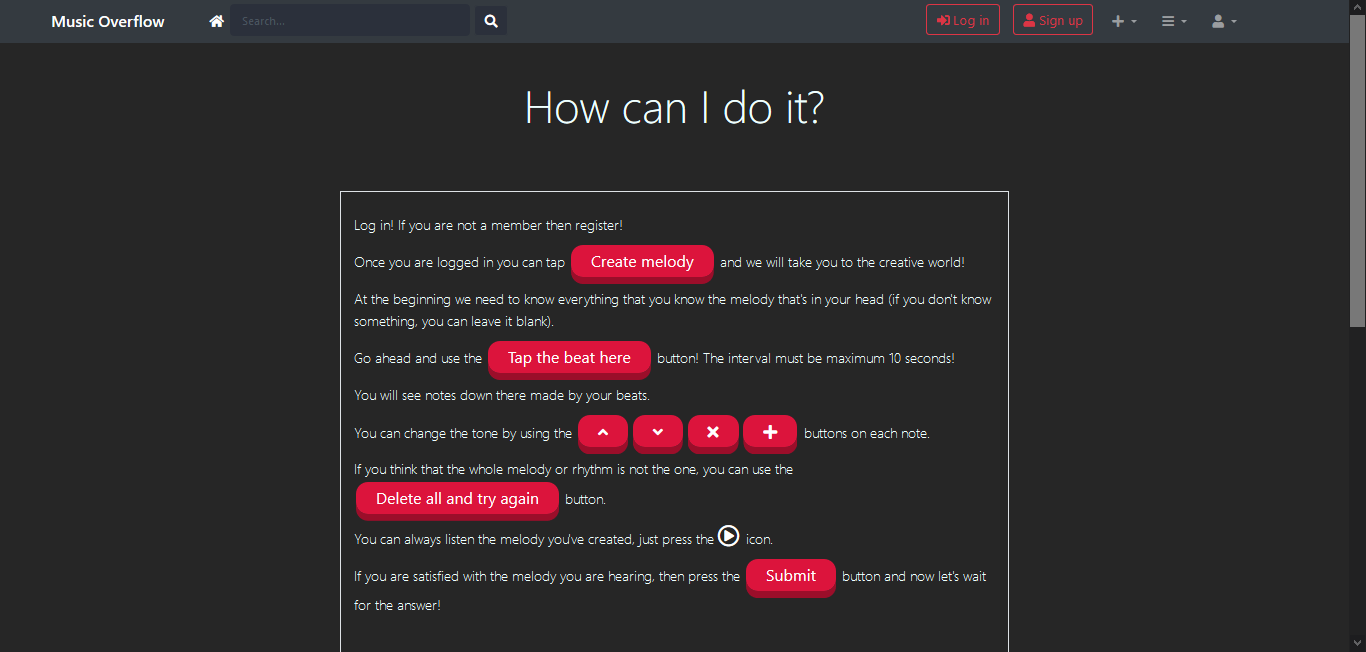 Music Overflow Search... Log in Sign up
How can I do it?
Log in! If you are not a member then register!
Once you are logged in you can tap Create melody and we will take you to the creative world!
At the beginning we need to know everything that you know the melody that's in your head (if you don't know
something, you can leave it blank).
Go ahead and use the Tap the beat here button! The interval must be maximum 10 seconds!
You will see notes down there made by your beats.
You can change the tone by using the buttons on each note.
If you think that the whole melody or rhythm is not the one, you can use the
Delete all and try again button.
You can always listen the melody you've created, just press the icon.
If you are satisfied with the melody you are hearing, then press the Submit button and now let's wait
for the answer!